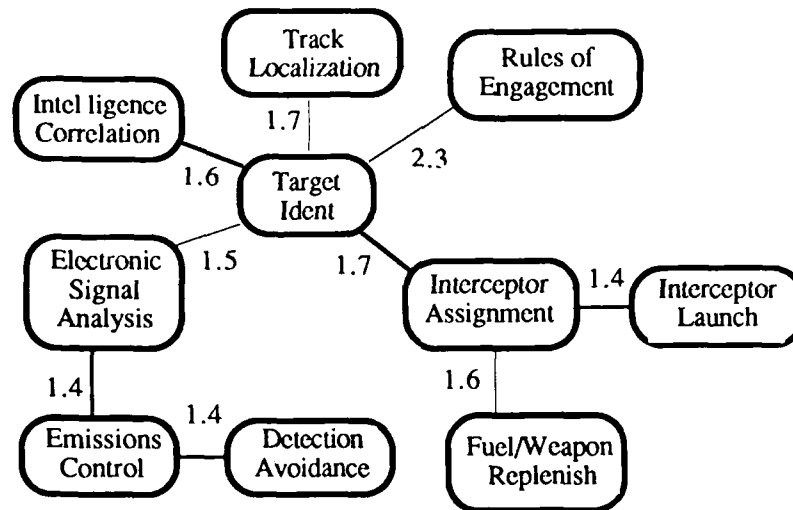 Track
Localization
Rules of
Engagement
Intel ligence
Correlation
1.7
2.3
1.6
Target
Ident
1.5
1.7
Electronic
Signal
Analysis
Interceptor
Assignment
1.4
Interceptor
Launch
1.4
1.6
Emissions
Control
1.4
Detection
Avoidance
Fuel/Weapon
Replenish